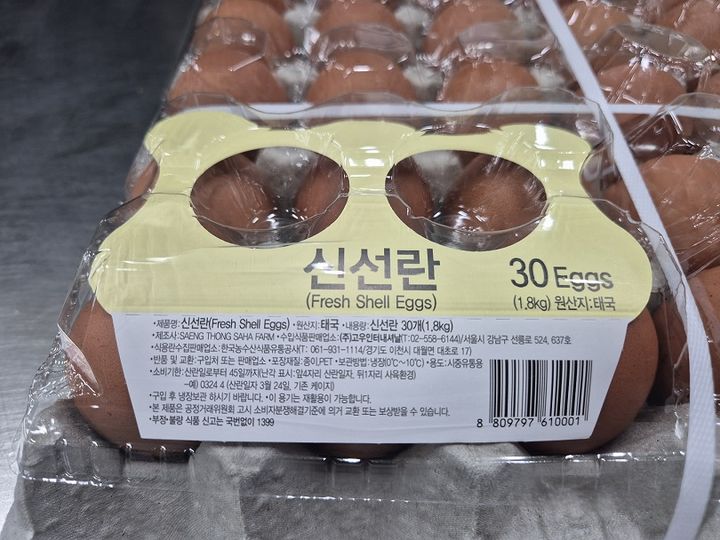 신선란
(Fresh Shell Eggs)
30 Eggs
(1.8kg) 원산지:태국
•제품명: 신선란(Fresh Shell Eggs) •원산지: 태국 •내용량: 신선란 30개(1.8kg)
•제조사: SAENG THONG SAHA FARM •수입식품판매업소: (주)고우인터내셔날(T:02-558-6144)/서울시 강남구 선릉로 524, 637호
•식용란수집판매업소:한국농수산식품유통공사(T: 061-931-1114/경기도 이천시 대월면 대초로 17)
•반품 및 교환: 구입처 또는 판매업소 •포장재질: 종이,PET •보관방법: 냉장(0℃~10℃) •용도:시중유통용
•소비기한: 산란일로부터 45일까지(난각 표시: 앞4자리 산란일자, 뒤1자리 사육환경)
–예) 0324 4 (산란일자 3월 24일, 기존 케이지)
•구입 후 냉장보관 하시기 바랍니다. •이 용기는 재활용이 가능합니다.
•본 제품은 공정거래위원회 고시 소비자분쟁해결기준에 의거 교환 또는 보상받을 수 있습니다.
•부정·불량 식품 신고는 국번없이 1399
8 809797 610001